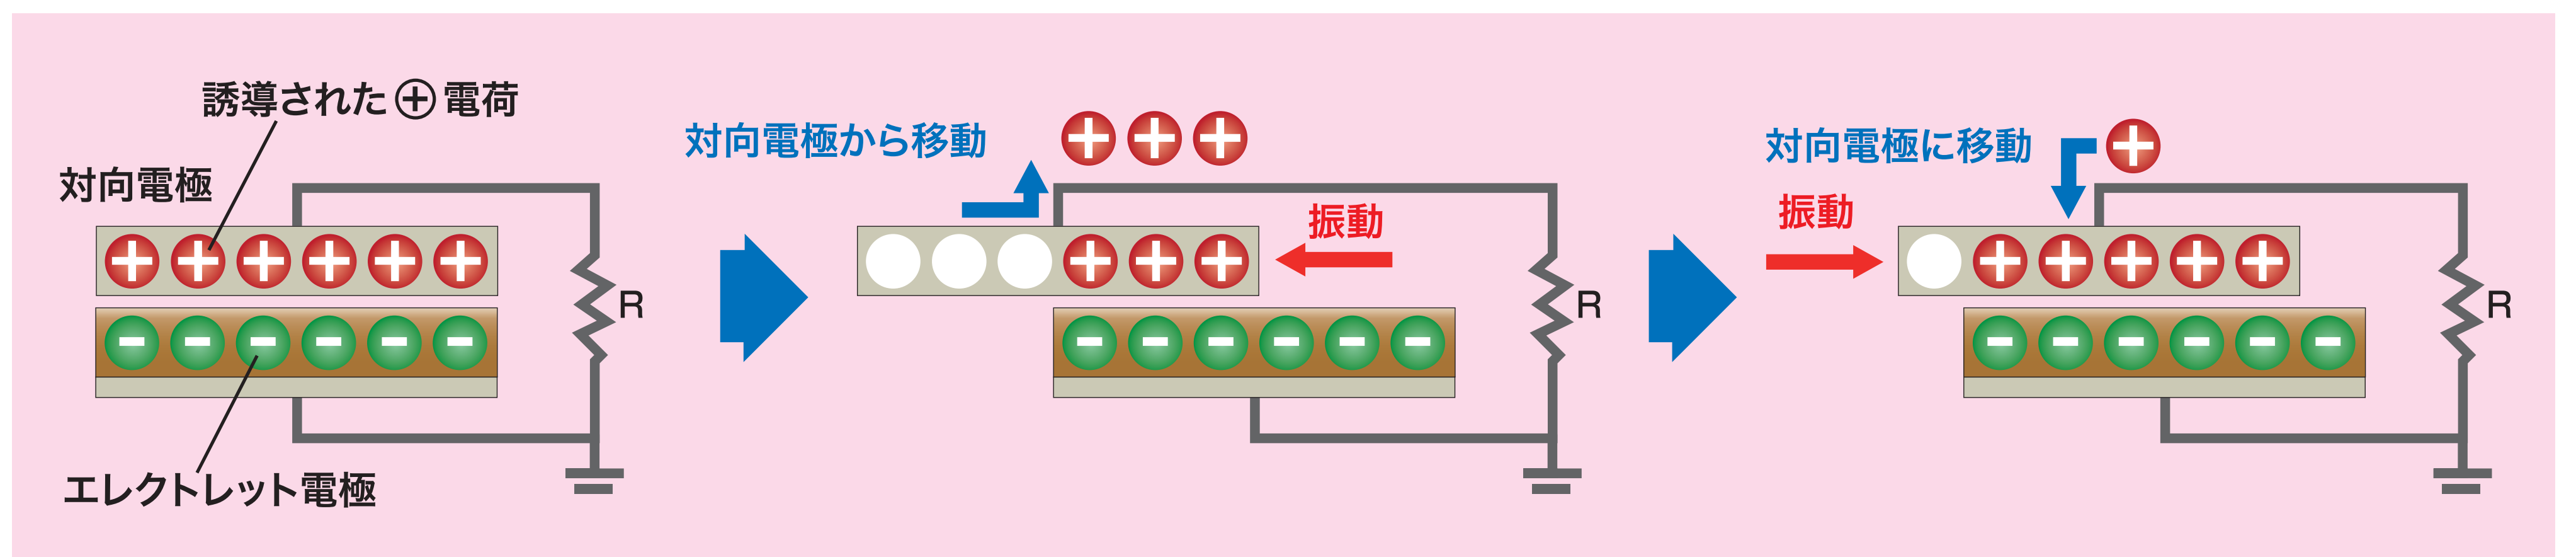 誘導された⊕電荷
対向電極
エレクトレット電極
R
対向電極から移動
振動
R
対向電極に移動
振動
R